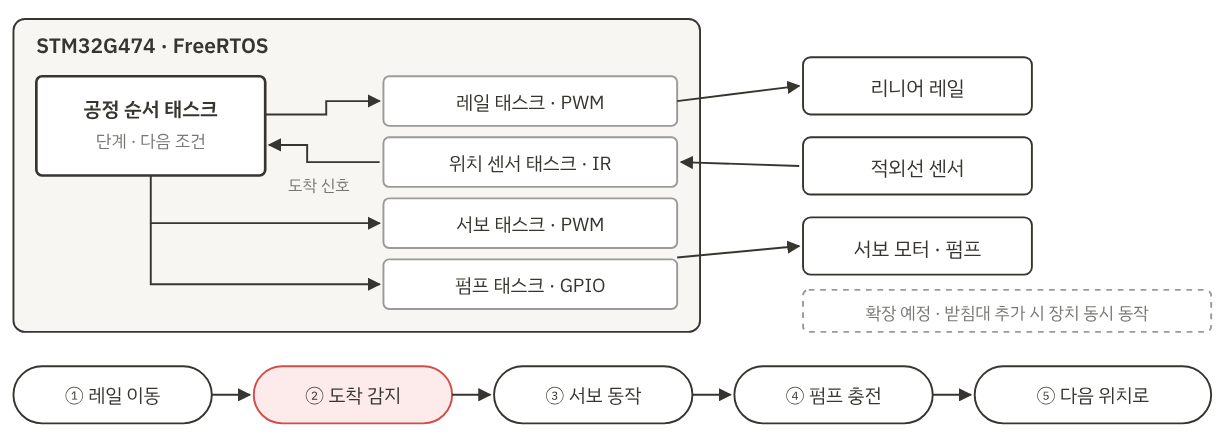 STM32G474 · FreeRTOS
공정 순서 태스크
단계 · 다음 조건
레일 태스크 · PWM
리니어 레일
위치 센서 태스크 · IR
적외선 센서
도착 신호
서보 태스크 · PWM
서보 모터 · 펌프
펌프 태스크 · GPIO
확장 예정 · 받침대 추가 시 장치 동시 동작
① 레일 이동
② 도착 감지
③ 서보 동작
④ 펌프 충전
⑤ 다음 위치로